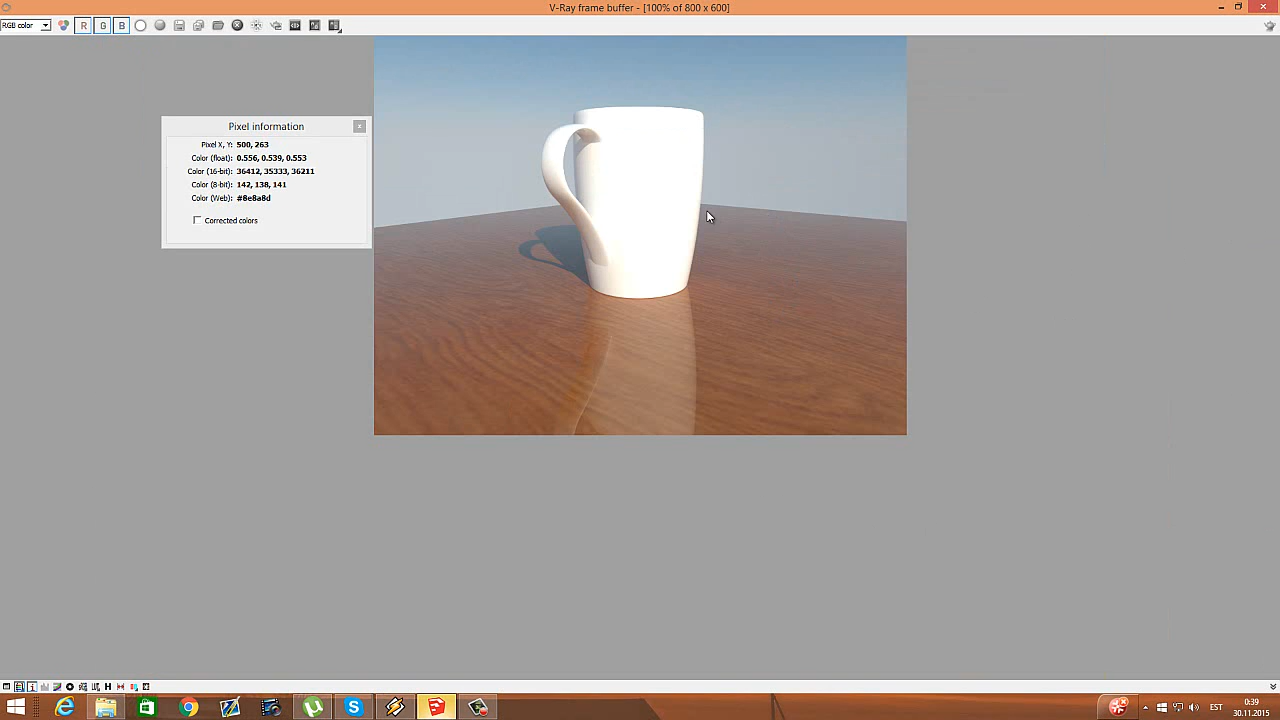 V-Ray frame buffer - [100% of 800 x 600]
RGB color
R G B
Pixel information
Pixel X, Y: 500, 263
Color (float): 0.556, 0.539, 0.553
Color (16-bit): 36412, 35333, 36211
Color (8-bit): 142, 138, 141
Color (Web): #8e8a8d
Corrected colors
H
EST
0:39
30.11.2015